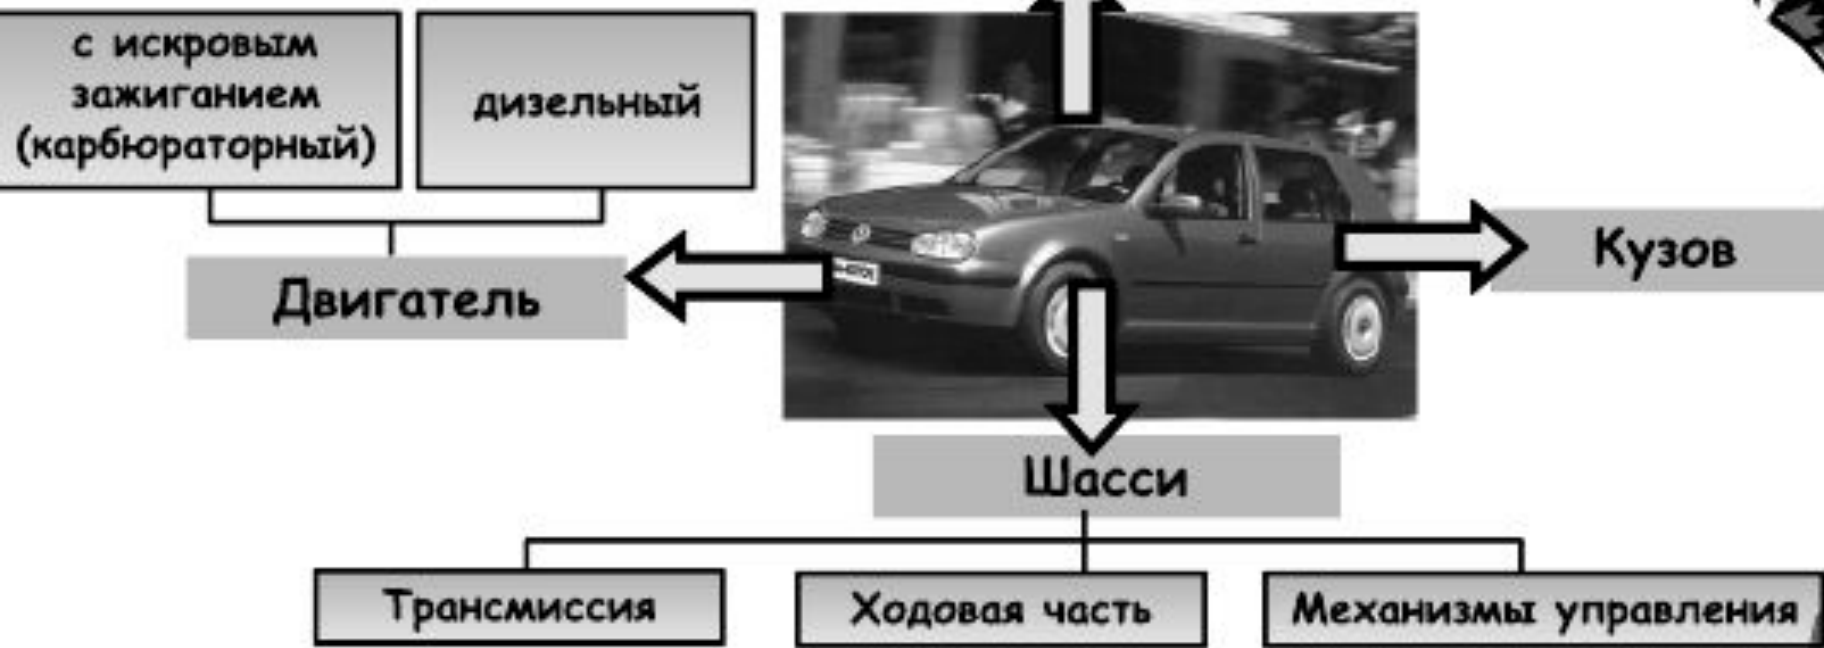 с искровым
зажиганием
(карбюраторный)
дизельный
Двигатель
Кузов
Шасси
Трансмиссия
Ходовая часть
Механизмы управления